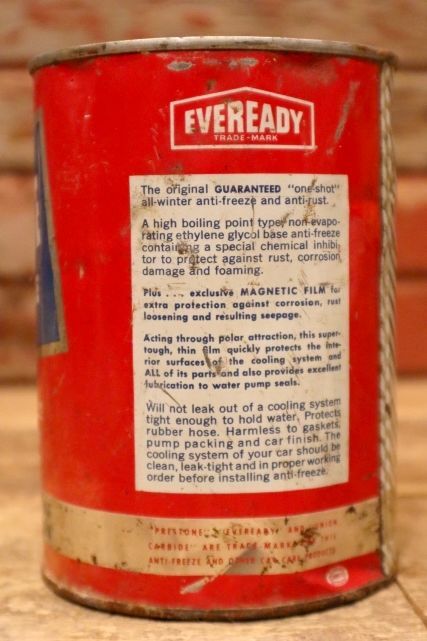 EVEREADY
TRADE-MARK
The original GUARANTEED "one-shot"
all-winter anti-freeze and anti-rust.
A high boiling point type, non-evapo-
rating ethylene glycol base anti-freeze
containing a special chemical inhibi-
tor to protect against rust, corrosion,
damage and foaming.
Plus . . . exclusive MAGNETIC FILM for
extra protection against corrosion, rust
loosening and resulting seepage.
Acting through polar attraction, this super-
tough, thin film quickly protects the inte-
rior surfaces of the cooling system and
ALL of its parts and also provides excellent
lubrication to water pump seals.
Will not leak out of a cooling system
tight enough to hold water. Protects
rubber hose. Harmless to gaskets,
pump packing and car finish. The
cooling system of your car should be
clean, leak-tight and in proper working
order before installing anti-freeze.
"PRESTONE," "EVEREADY" AND "UNION
CARBIDE" ARE TRADE-MARKS THIS
ANTI-FREEZE AND OTHER CAR CARE PRODUCTS